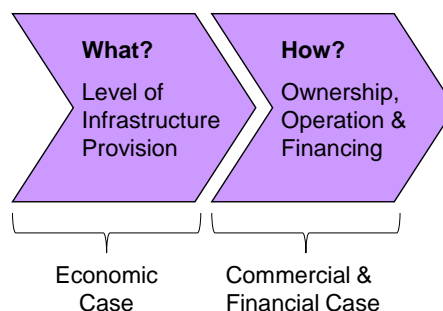 What?
Level of
Infrastructure
Provision
How?
Ownership,
Operation &
Financing
Economic
Case
Commercial &
Financial Case